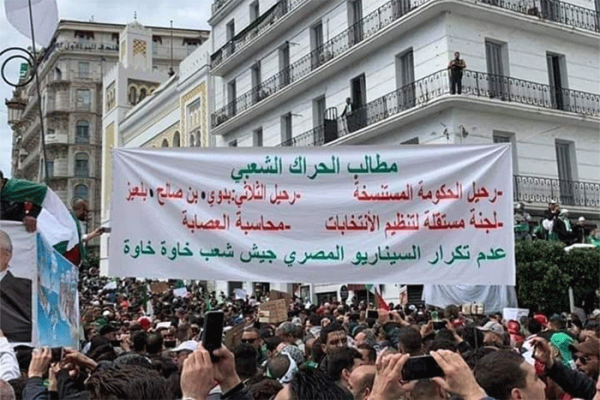 مطالب الحراك الشعبي
-رحيل الحكومة المستنسخة -رحيل الثلاثي:بدوي•بن صالح•بلعيز
-لجنة مستقلة لتنظيم الأنتخابات -محاسبة العصابة
عدم تكرار السيناريو المصري جيش شعب خاوة خاوة